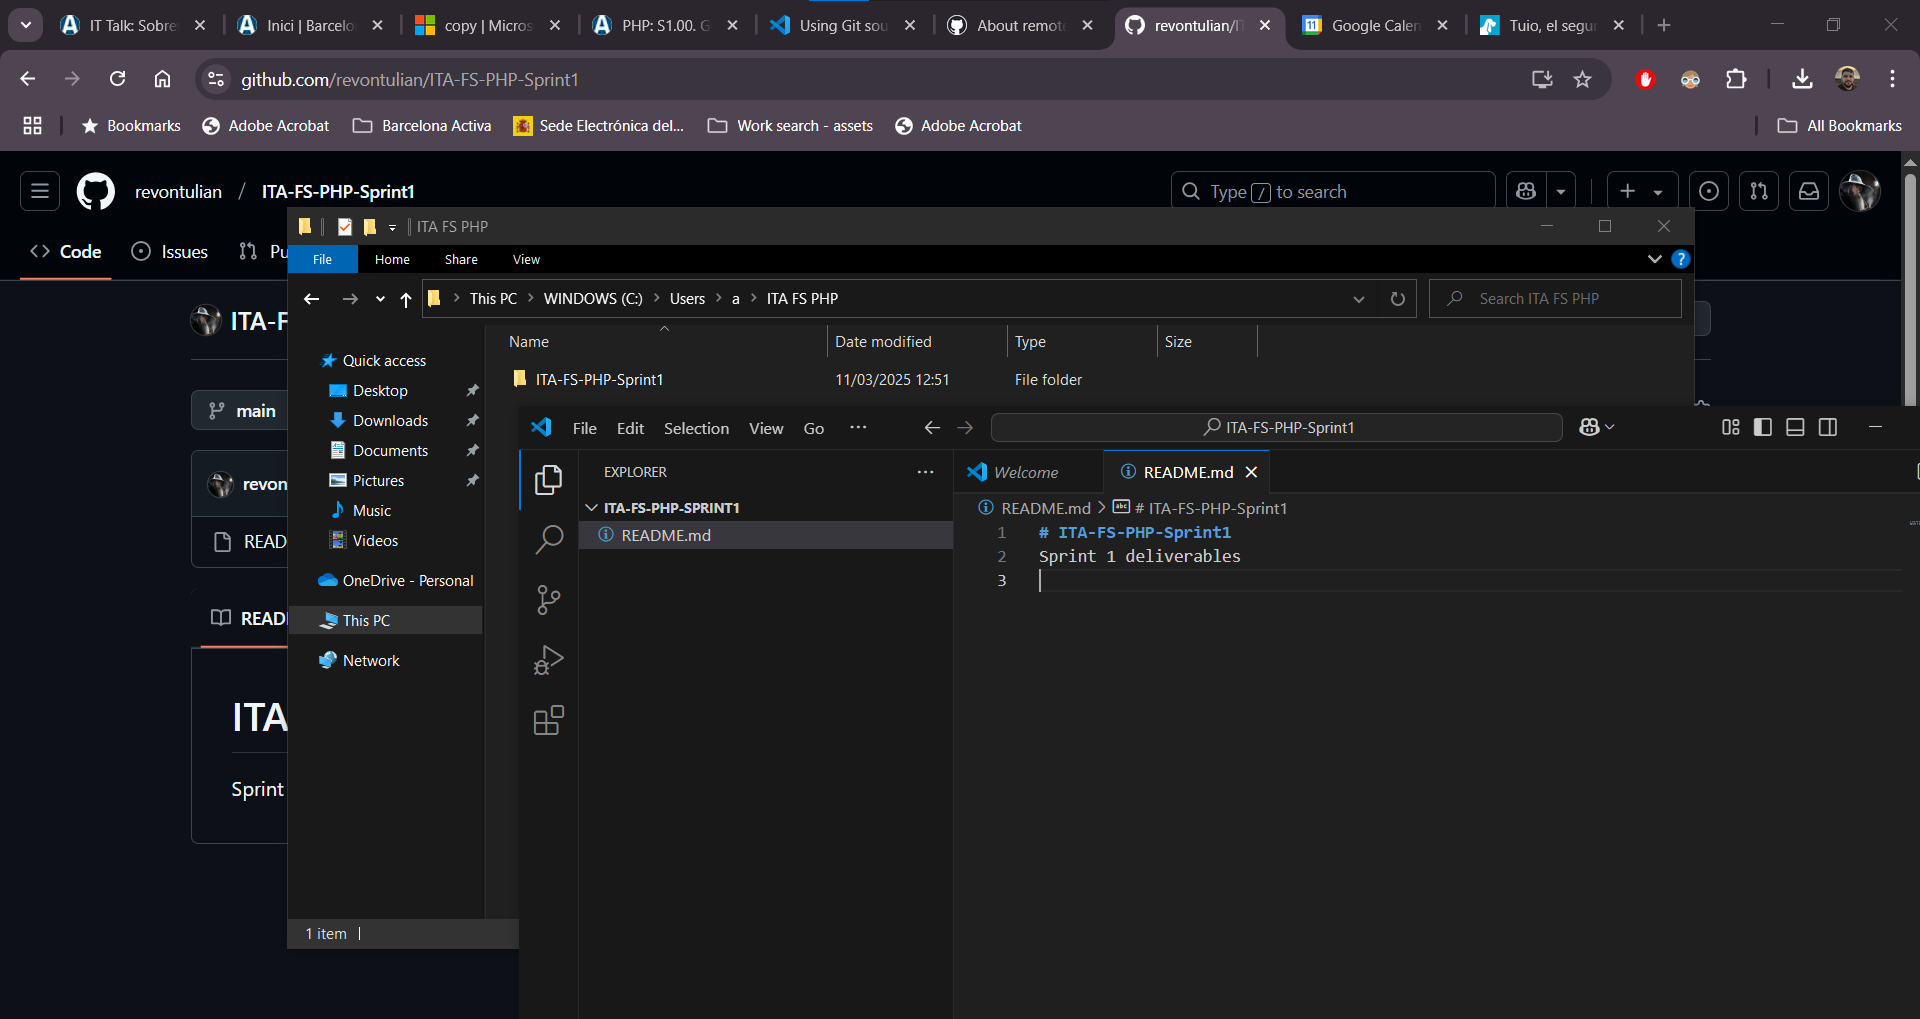 IT Talk: Sobre
Inici | Barcelo
copy | Micros
PHP: S1.00. G
Using Git sou
About remote
revontulian/IT
Google Calen
Tuio, el segur
github.com/revontulian/ITA-FS-PHP-Sprint1
Bookmarks
Adobe Acrobat
Barcelona Activa
Sede Electrónica del...
Work search - assets
Adobe Acrobat
All Bookmarks
revontulian / ITA-FS-PHP-Sprint1
Type / to search
Code
Issues
Pu
ITA-F
main
revon
READ
READ
ITA
Sprint
ITA FS PHP
File
Home
Share
View
This PC > WINDOWS (C:) > Users > a > ITA FS PHP
Search ITA FS PHP
Name
Date modified
Type
Size
ITA-FS-PHP-Sprint1
11/03/2025 12:51
File folder
Quick access
Desktop
Downloads
Documents
Pictures
Music
Videos
OneDrive - Personal
This PC
Network
1 item
File
Edit
Selection
View
Go
ITA-FS-PHP-Sprint1
EXPLORER
ITA-FS-PHP-SPRINT1
README.md
Welcome
README.md
README.md > # ITA-FS-PHP-Sprint1
1 # ITA-FS-PHP-Sprint1
2 Sprint 1 deliverables
3